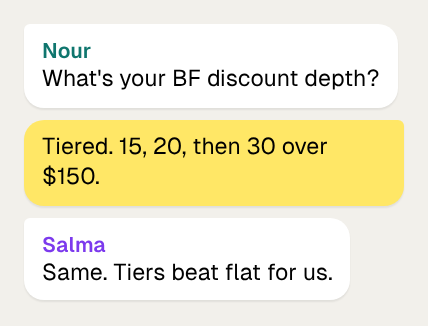 Nour
What's your BF discount depth?
Tiered. 15, 20, then 30 over
$150.
Salma
Same. Tiers beat flat for us.